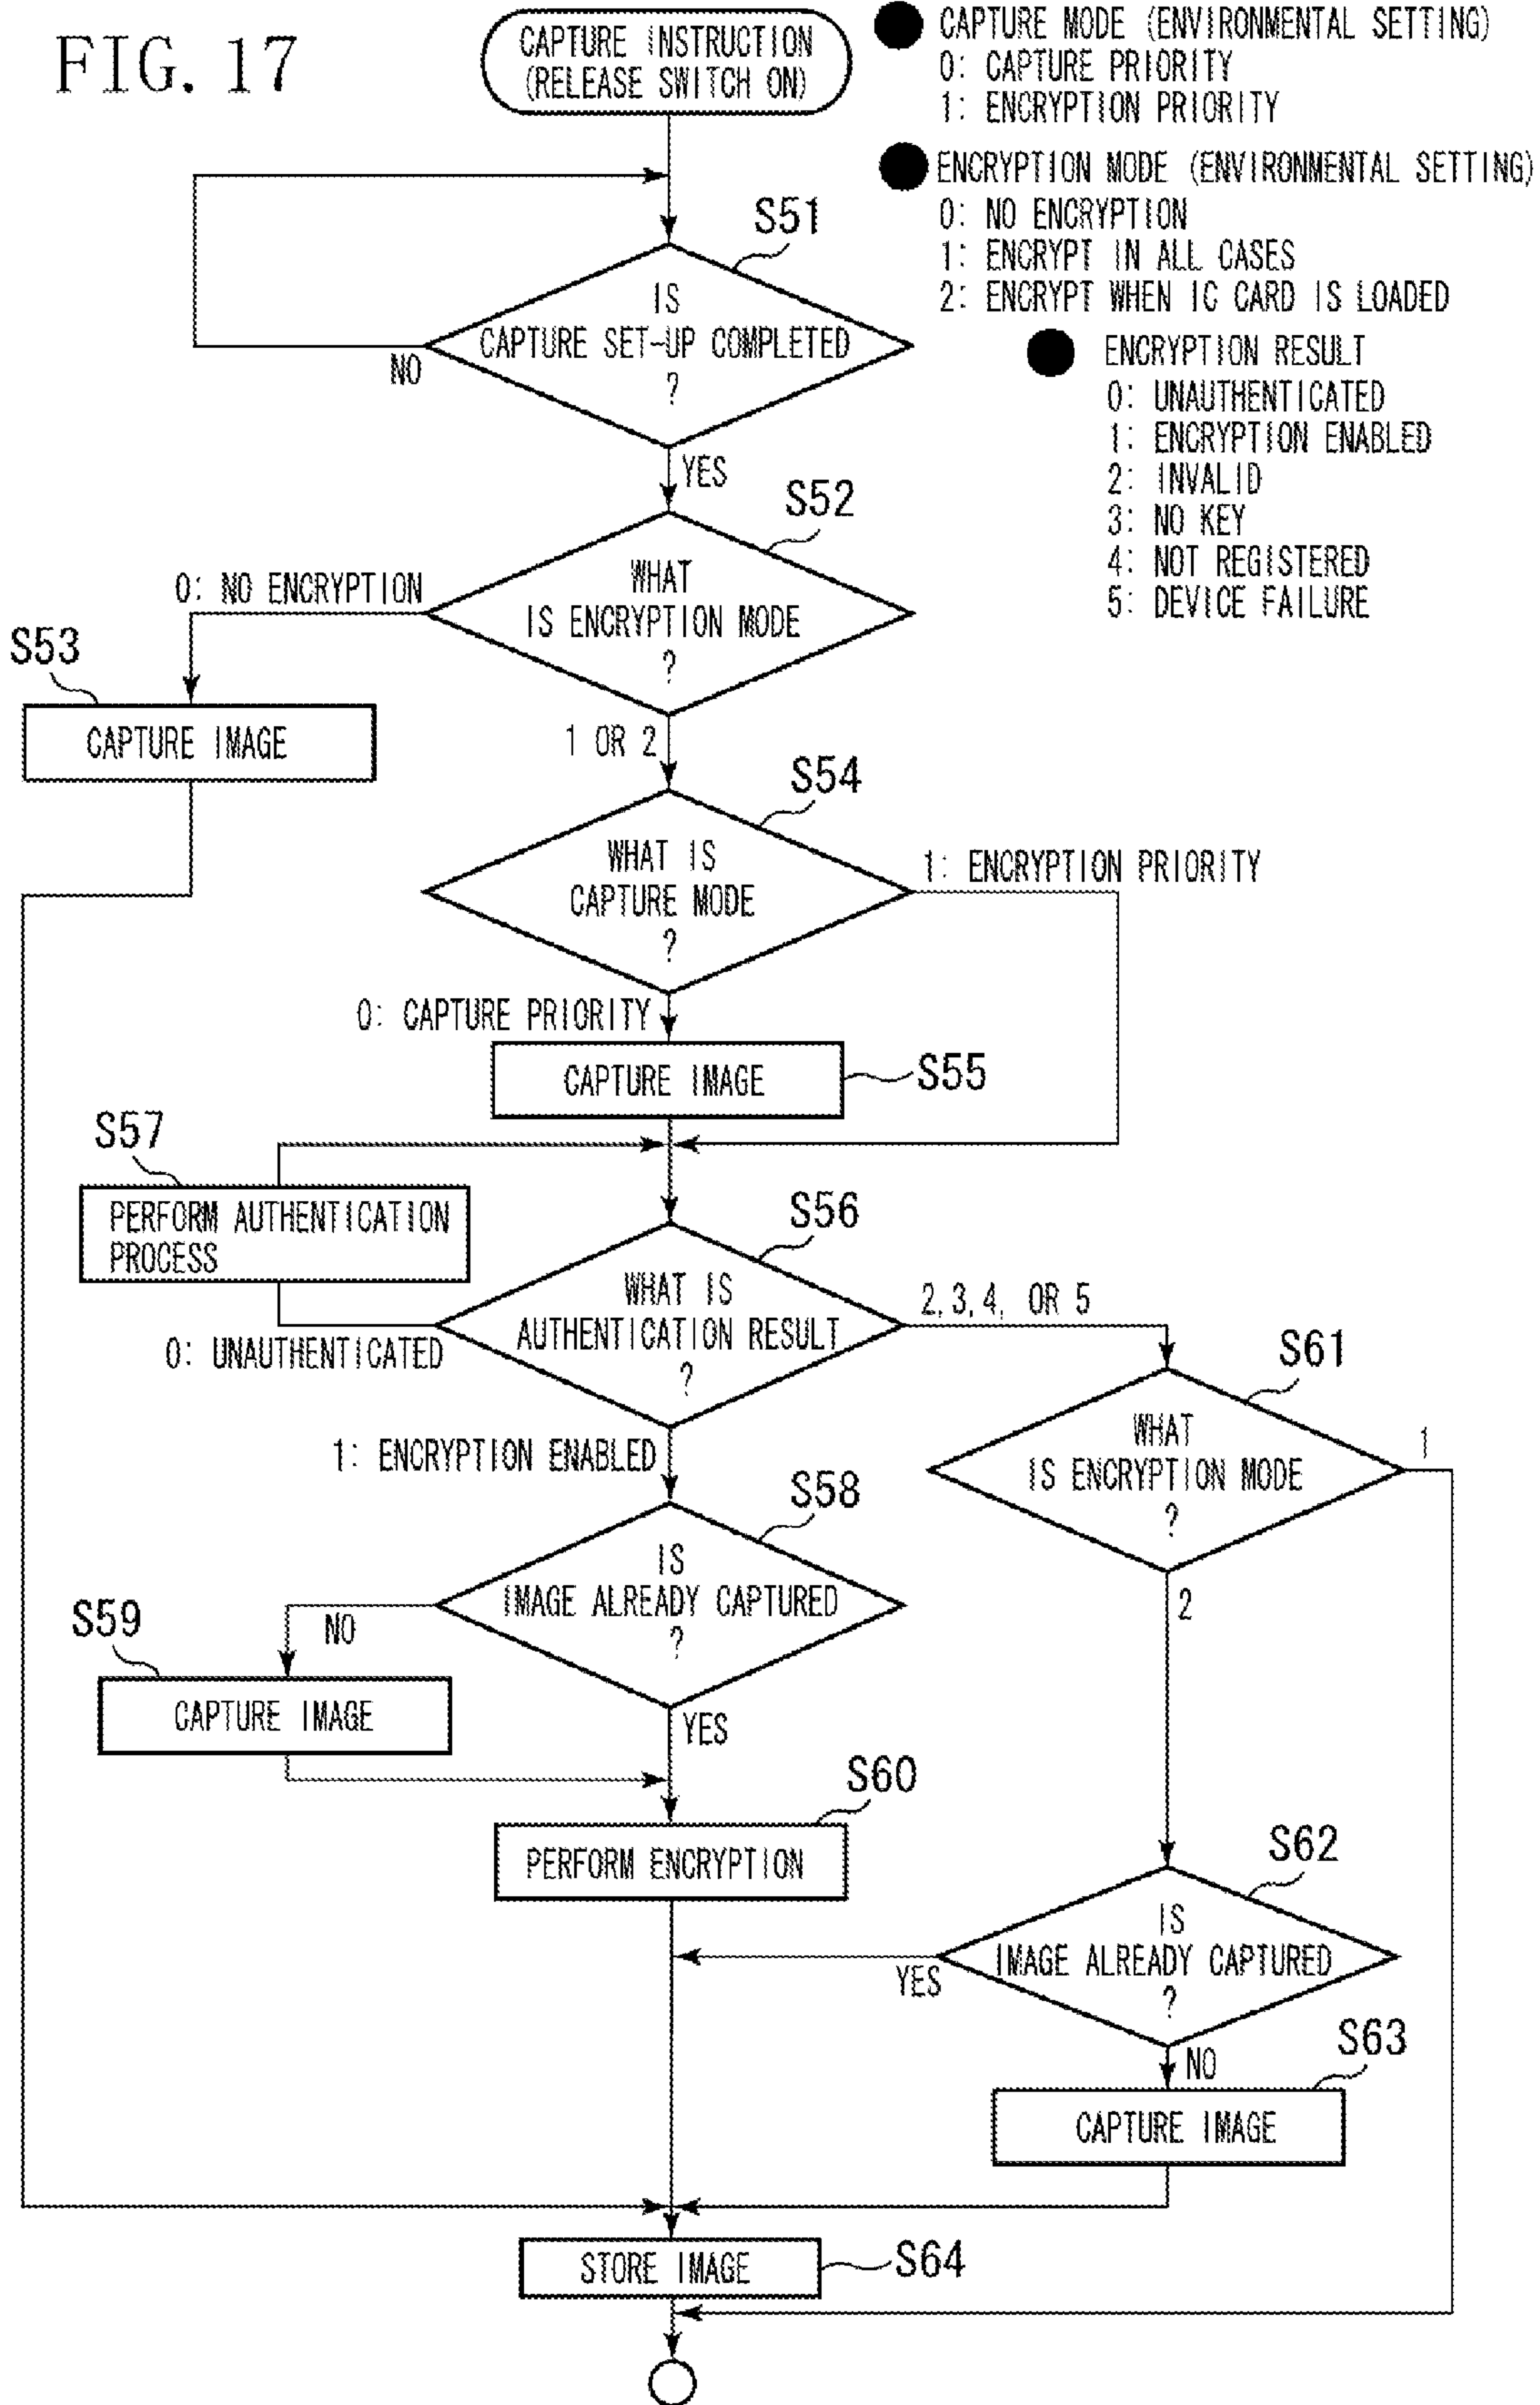 FIG. 17
CAPTURE INSTRUCTION
(RELEASE SWITCH ON)
CAPTURE MODE (ENVIRONMENTAL SETTING)
0: CAPTURE PRIORITY
1: ENCRYPTION PRIORITY
ENCRYPTION MODE (ENVIRONMENTAL SETTING)
0: NO ENCRYPTION
1: ENCRYPT IN ALL CASES
2: ENCRYPT WHEN IC CARD IS LOADED
ENCRYPTION RESULT
0: UNAUTHENTICATED
1: ENCRYPTION ENABLED
2: INVALID
3: NO KEY
4: NOT REGISTERED
5: DEVICE FAILURE
S51
IS
CAPTURE SET-UP COMPLETED
?
NO
YES
S52
WHAT
IS ENCRYPTION MODE
?
0: NO ENCRYPTION
S53
CAPTURE IMAGE
1 OR 2
S54
WHAT IS
CAPTURE MODE
?
1: ENCRYPTION PRIORITY
0: CAPTURE PRIORITY
CAPTURE IMAGE
S55
S57
PERFORM AUTHENTICATION
PROCESS
S56
WHAT IS
AUTHENTICATION RESULT
?
2,3,4, OR 5
0: UNAUTHENTICATED
S61
WHAT
IS ENCRYPTION MODE
?
1
2
1: ENCRYPTION ENABLED
S58
IS
IMAGE ALREADY CAPTURED
?
NO
S59
CAPTURE IMAGE
YES
S60
PERFORM ENCRYPTION
S62
IS
IMAGE ALREADY CAPTURED
?
YES
NO
S63
CAPTURE IMAGE
STORE IMAGE
S64